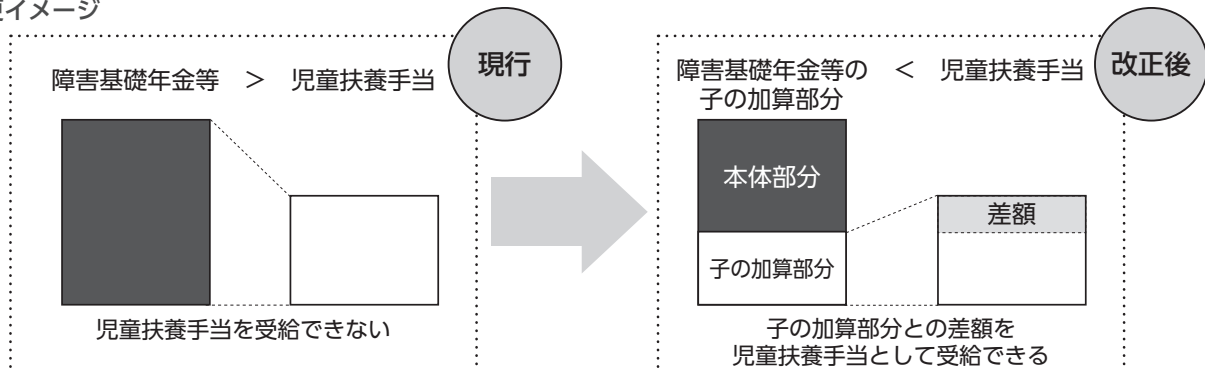 イメージ
現行
障害基礎年金等 > 児童扶養手当
児童扶養手当を受給できない
改正後
障害基礎年金等の < 児童扶養手当
子の加算部分
本体部分
差額
子の加算部分
子の加算部分との差額を
児童扶養手当として受給できる